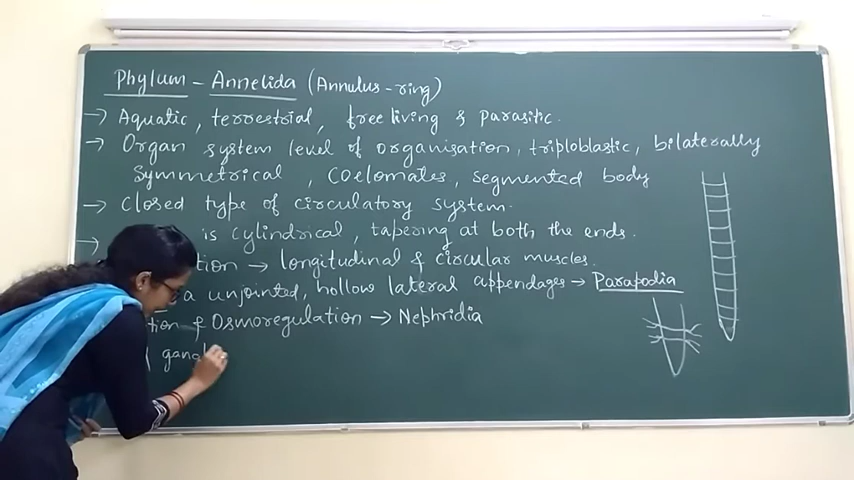 Phylum - Annelida (Annulus - ring)
→ Aquatic, terrestrial, free living & parasitic.
→ Organ system level of organisation, triploblastic, bilaterally
symmetrical, coelomates, segmented body
→ Closed type of circulatory system.
→ is cylindrical, tapering at both the ends.
tion → longitudinal & circular muscles.
a unjointed, hollow lateral appendages → Parapodia
tion & Osmoregulation → Nephridia
gangl